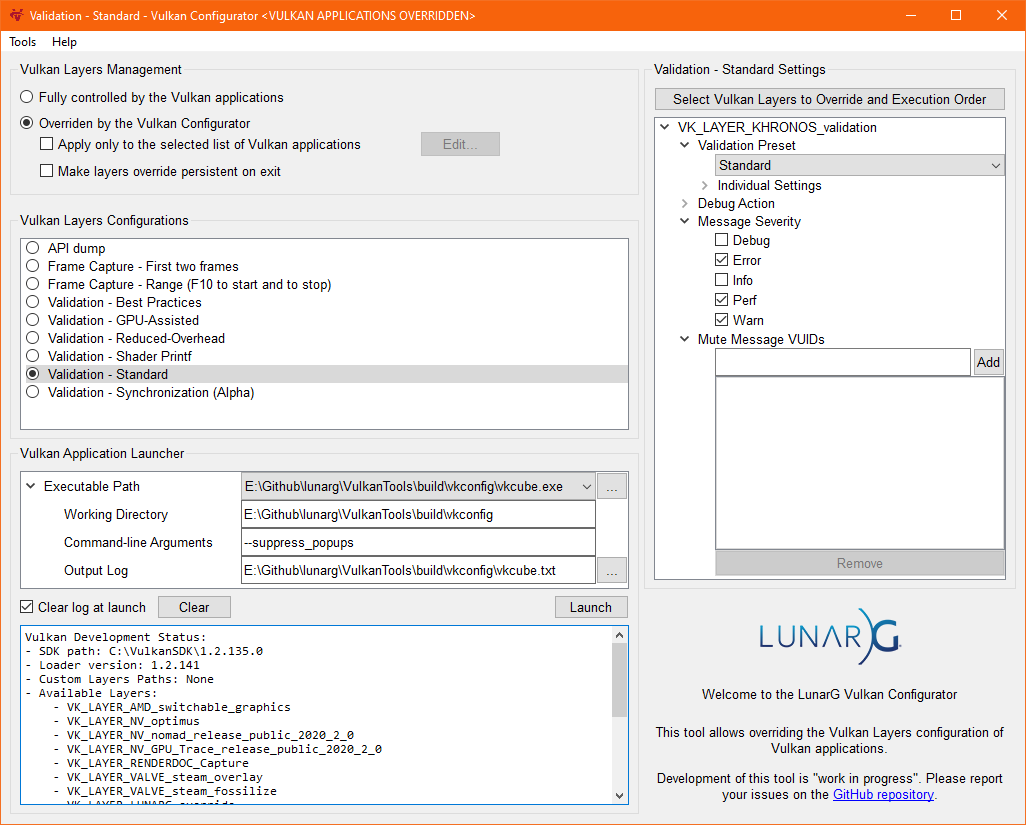 Validation - Standard - Vulkan Configurator <VULKAN APPLICATIONS OVERRIDDEN>
Tools Help
Vulkan Layers Management
Fully controlled by the Vulkan applications
Overriden by the Vulkan Configurator
Apply only to the selected list of Vulkan applications
Edit...
Make layers override persistent on exit
Vulkan Layers Configurations
API dump
Frame Capture - First two frames
Frame Capture - Range (F10 to start and to stop)
Validation - Best Practices
Validation - GPU-Assisted
Validation - Reduced-Overhead
Validation - Shader Printf
Validation - Standard
Validation - Synchronization (Alpha)
Vulkan Application Launcher
Executable Path E:\Github\lunarg\VulkanTools\build\vkconfig\vkcube.exe ...
Working Directory E:\Github\lunarg\VulkanTools\build\vkconfig
Command-line Arguments --suppress_popups
Output Log E:\Github\lunarg\VulkanTools\build\vkconfig\vkcube.txt ...
Clear log at launch Clear Launch
Vulkan Development Status:
- SDK path: C:\VulkanSDK\1.2.135.0
- Loader version: 1.2.141
- Custom Layers Paths: None
- Available Layers:
- VK_LAYER_AMD_switchable_graphics
- VK_LAYER_NV_optimus
- VK_LAYER_NV_nomad_release_public_2020_2_0
- VK_LAYER_NV_GPU_Trace_release_public_2020_2_0
- VK_LAYER_RENDERDOC_Capture
- VK_LAYER_VALVE_steam_overlay
- VK_LAYER_VALVE_steam_fossilize
- VK_LAYER_LUNARG_override
Validation - Standard Settings
Select Vulkan Layers to Override and Execution Order
VK_LAYER_KHRONOS_validation
Validation Preset
Standard
Individual Settings
Debug Action
Message Severity
Debug
Error
Info
Perf
Warn
Mute Message VUIDs
Add
Remove
LUNARG
Welcome to the LunarG Vulkan Configurator
This tool allows overriding the Vulkan Layers configuration of
Vulkan applications.
Development of this tool is "work in progress". Please report
your issues on the GitHub repository.